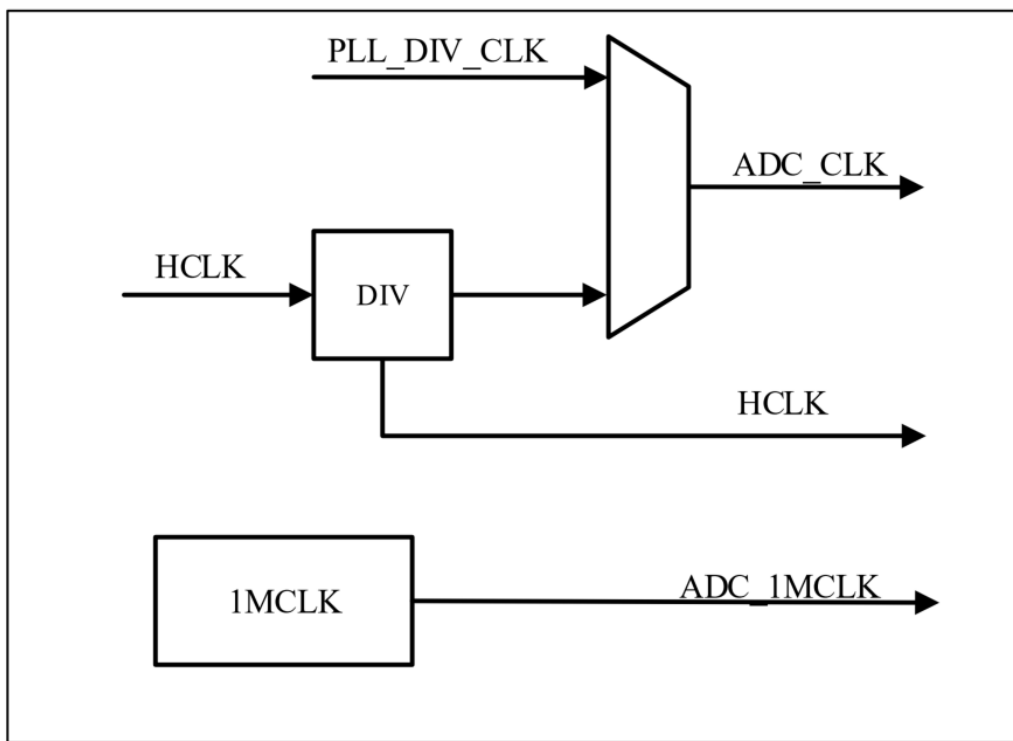 PLL_DIV_CLK
ADC_CLK
HCLK
DIV
HCLK
1MCLK
ADC_1MCLK